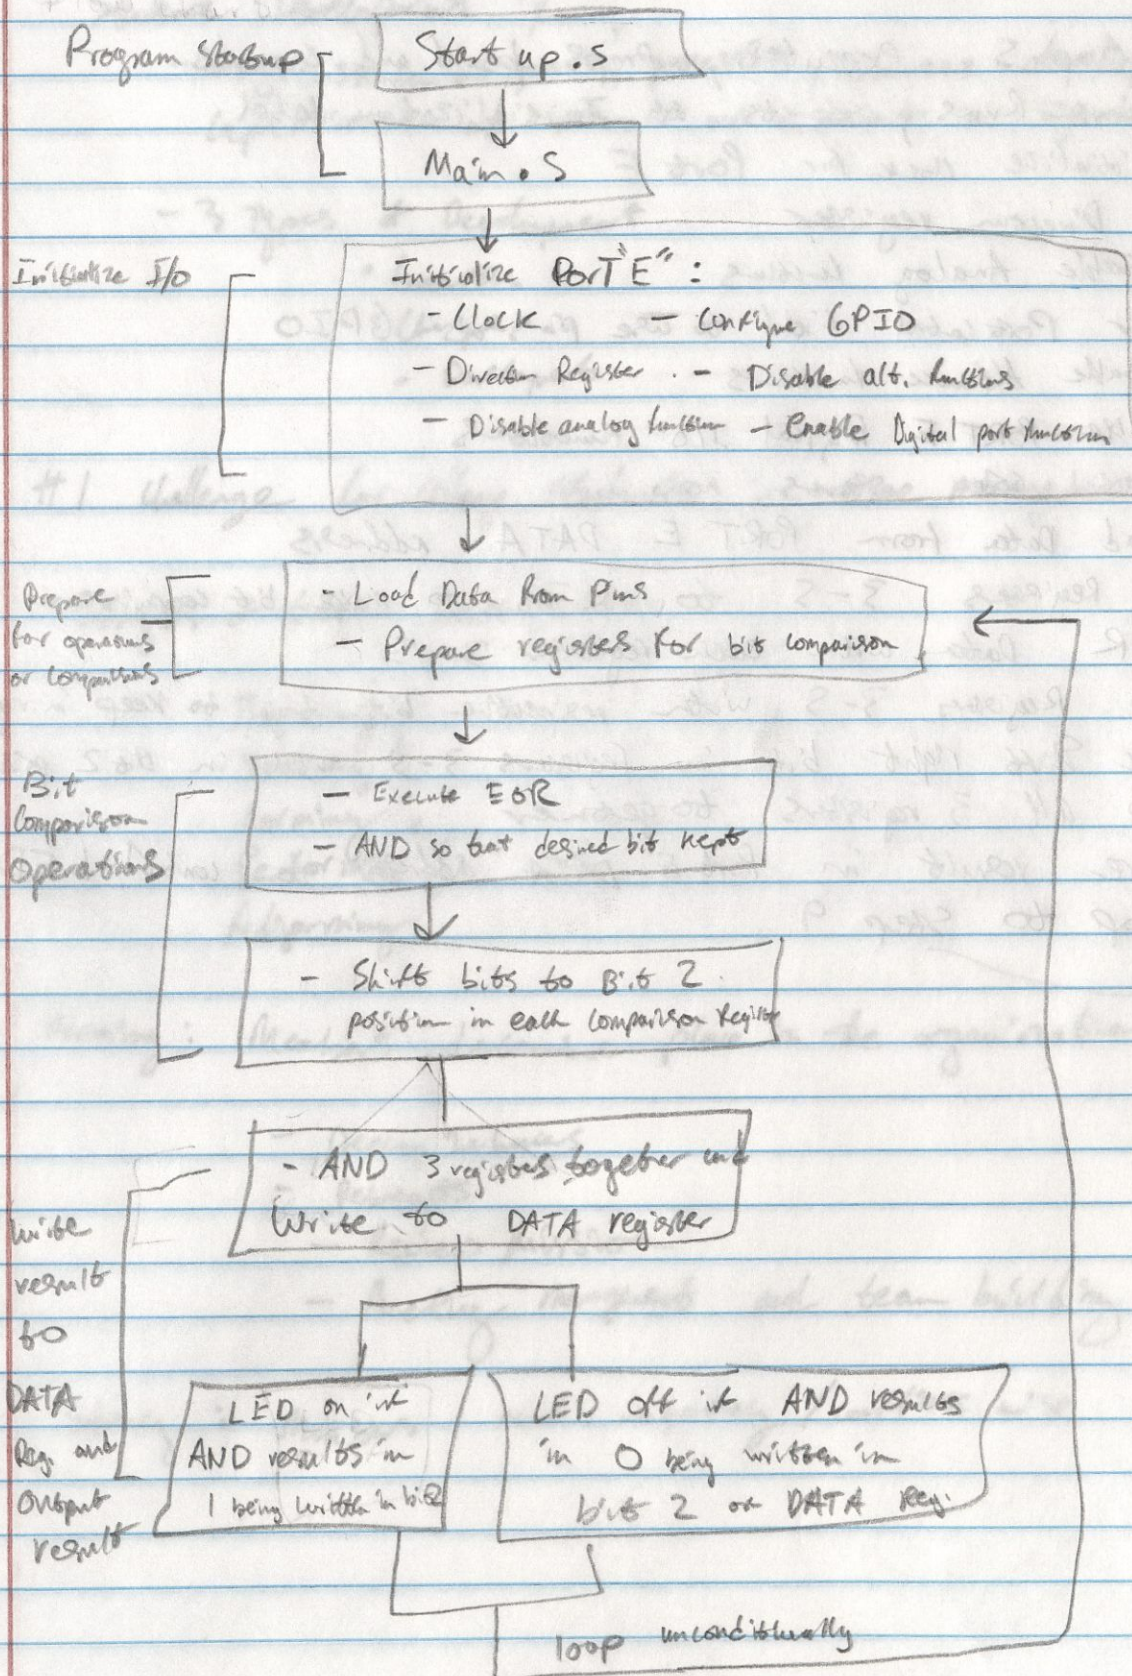 Program startup
Startup.s
Main.S
Initialize I/O
Initialize PorT "E" :
- Clock - Configure GPIO
- Direction Register - Disable alt. functions
- Disable analog function - Enable Digital port function
Prepare
for operations
or comparisons
- Load Data from Pins
- Prepare registers for bit comparison
Bit
Comparison
Operations
- Execute EOR
- AND so that desired bit kept
- Shift bits to Bit 2
position in each comparison Register
- AND 3 registers together and
Write to DATA register
Write
result
to
DATA
Reg. and
Output
result
LED on if
AND results in
1 being written in bit2
LED off if AND results
in 0 being written in
bit 2 of DATA Reg.
loop unconditionally